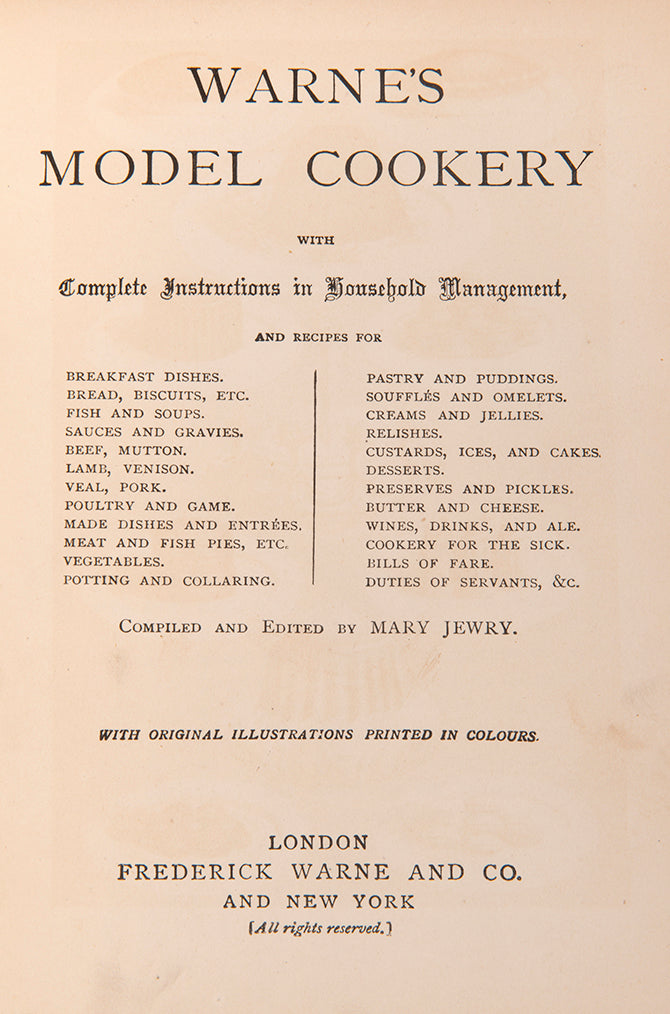 WARNE'S
MODEL COOKERY
WITH
Complete Instructions in Household Management,
AND RECIPES FOR
BREAKFAST DISHES.
BREAD, BISCUITS, ETC.
FISH AND SOUPS.
SAUCES AND GRAVIES.
BEEF, MUTTON.
LAMB, VENISON.
VEAL, PORK.
POULTRY AND GAME.
MADE DISHES AND ENTRÉES.
MEAT AND FISH PIES, ETC.
VEGETABLES.
POTTING AND COLLARING.
PASTRY AND PUDDINGS.
SOUFFLÉS AND OMELETS.
CREAMS AND JELLIES.
RELISHES.
CUSTARDS, ICES, AND CAKES.
DESSERTS.
PRESERVES AND PICKLES.
BUTTER AND CHEESE.
WINES, DRINKS, AND ALE.
COOKERY FOR THE SICK.
BILLS OF FARE.
DUTIES OF SERVANTS, &C.
COMPILED AND EDITED BY MARY JEWRY.
WITH ORIGINAL ILLUSTRATIONS PRINTED IN COLOURS.
LONDON
FREDERICK WARNE AND CO.
AND NEW YORK
[All rights reserved.]